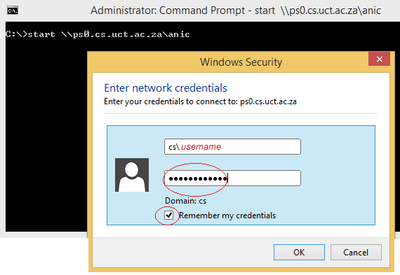 Administrator: Command Prompt - start \\ps0.cs.uct.ac.za\anic
C:\>start \\ps0.cs.uct.ac.za\anic
Windows Security
Enter network credentials
Enter your credentials to connect to: ps0.cs.uct.ac.za
cs\ username
••••••••••••
Domain: cs
Remember my credentials
OK Cancel